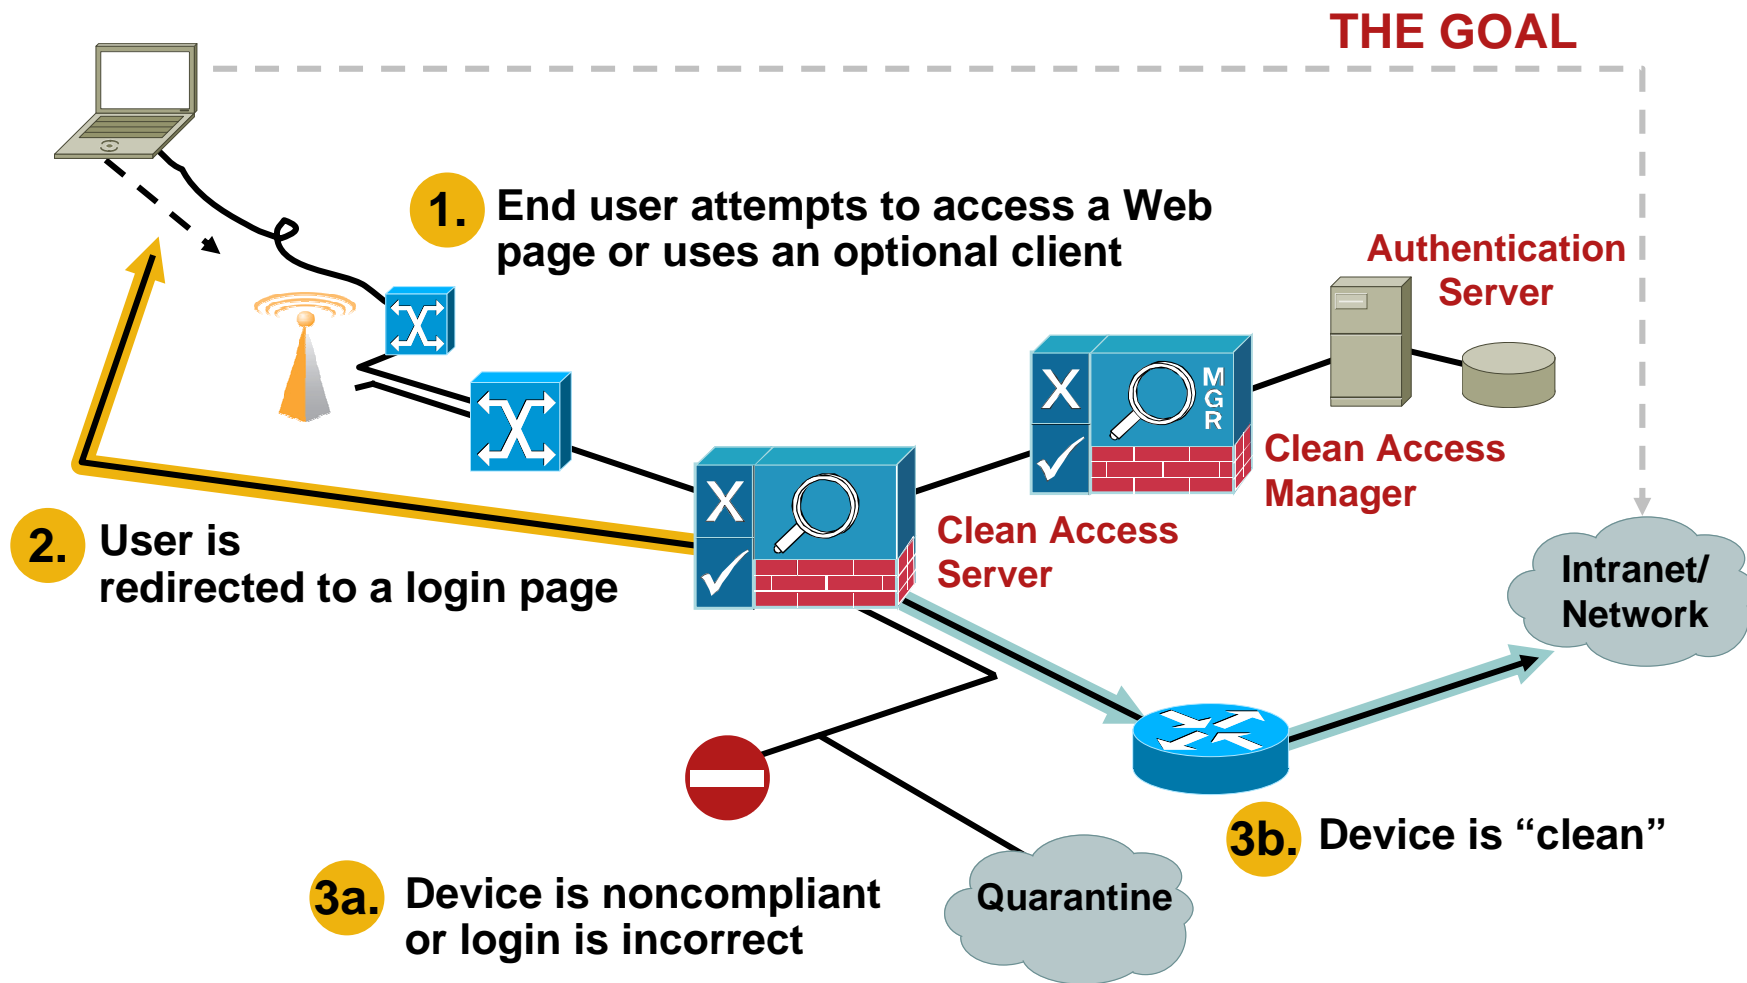 THE GOAL
1. End user attempts to access a Web
page or uses an optional client
Authentication
Server
M
G
R
Clean Access
Manager
X
X
Clean Access
Server
2. User is
redirected to a login page
Intranet/
Network
3b. Device is “clean”
3a. Device is noncompliant
or login is incorrect
Quarantine